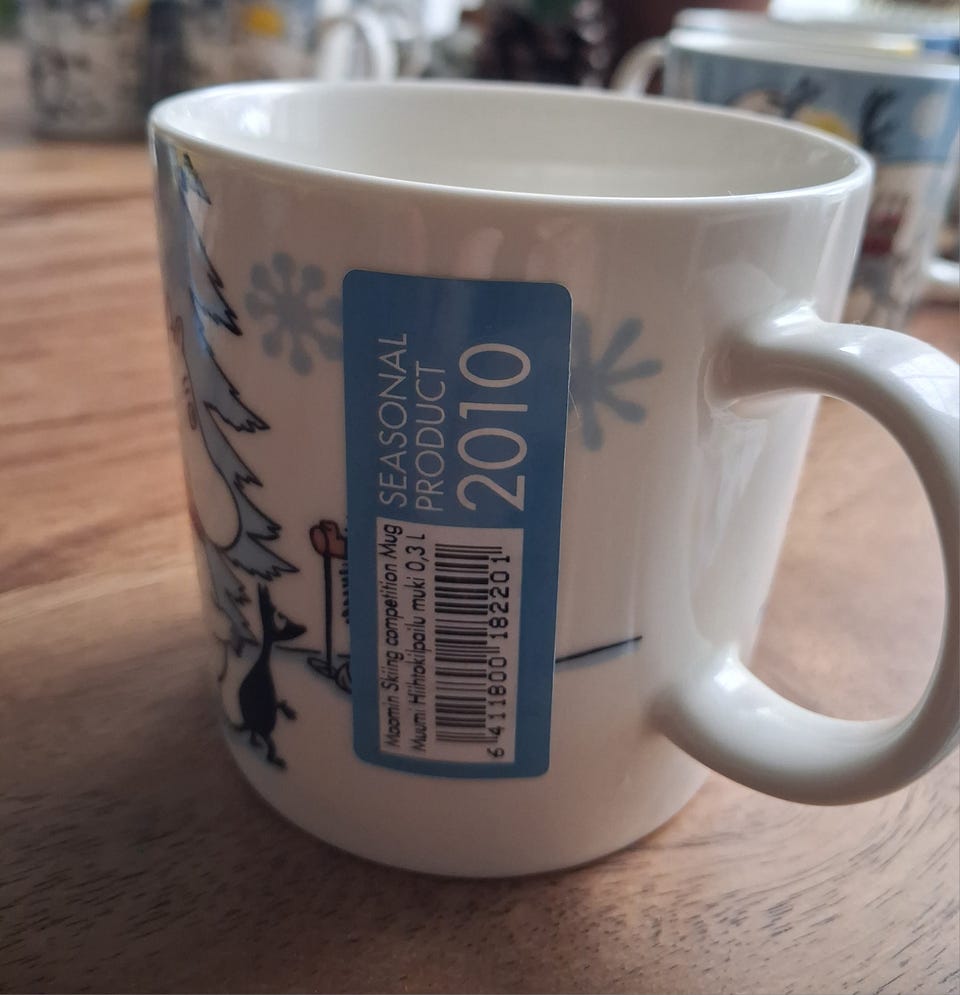 SEASONAL
PRODUCT
2010
Moomin Skiing competition Mug
Muumi Hiihtokilpailu muki 0,3 L
6 411800 182201